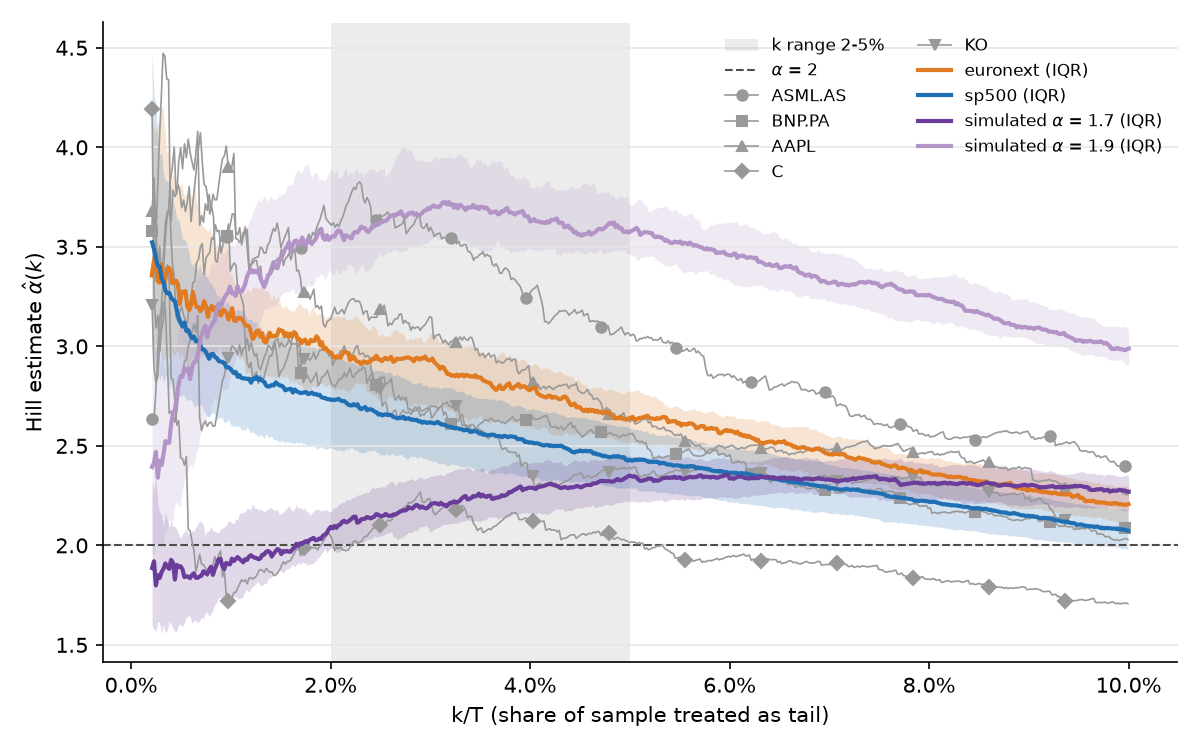 4.5
4.0
3.5
3.0
2.5
2.0
1.5
Hill estimate α̂(k)
k range 2-5%
α = 2
ASML.AS
BNP.PA
AAPL
C
KO
euronext (IQR)
sp500 (IQR)
simulated α = 1.7 (IQR)
simulated α = 1.9 (IQR)
0.0% 2.0% 4.0% 6.0% 8.0% 10.0%
k/T (share of sample treated as tail)